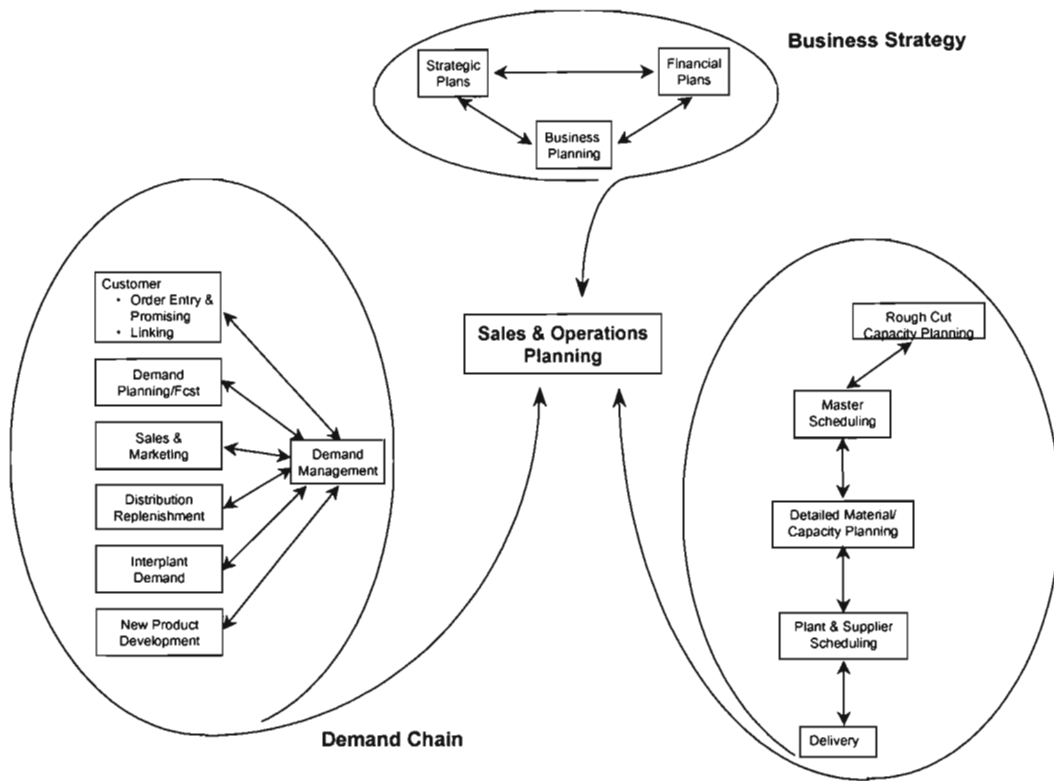 Business Strategy
Strategic
Plans
Financial
Plans
Business
Planning
Customer
• Order Entry &
Promising
• Linking
Demand
Planning/Fcst
Sales &
Marketing
Distribution
Replenishment
Interplant
Demand
New Product
Development
Demand
Management
Demand Chain
Sales & Operations
Planning
Rough Cut
Capacity Planning
Master
Scheduling
Detailed Material/
Capacity Planning
Plant & Supplier
Scheduling
Delivery